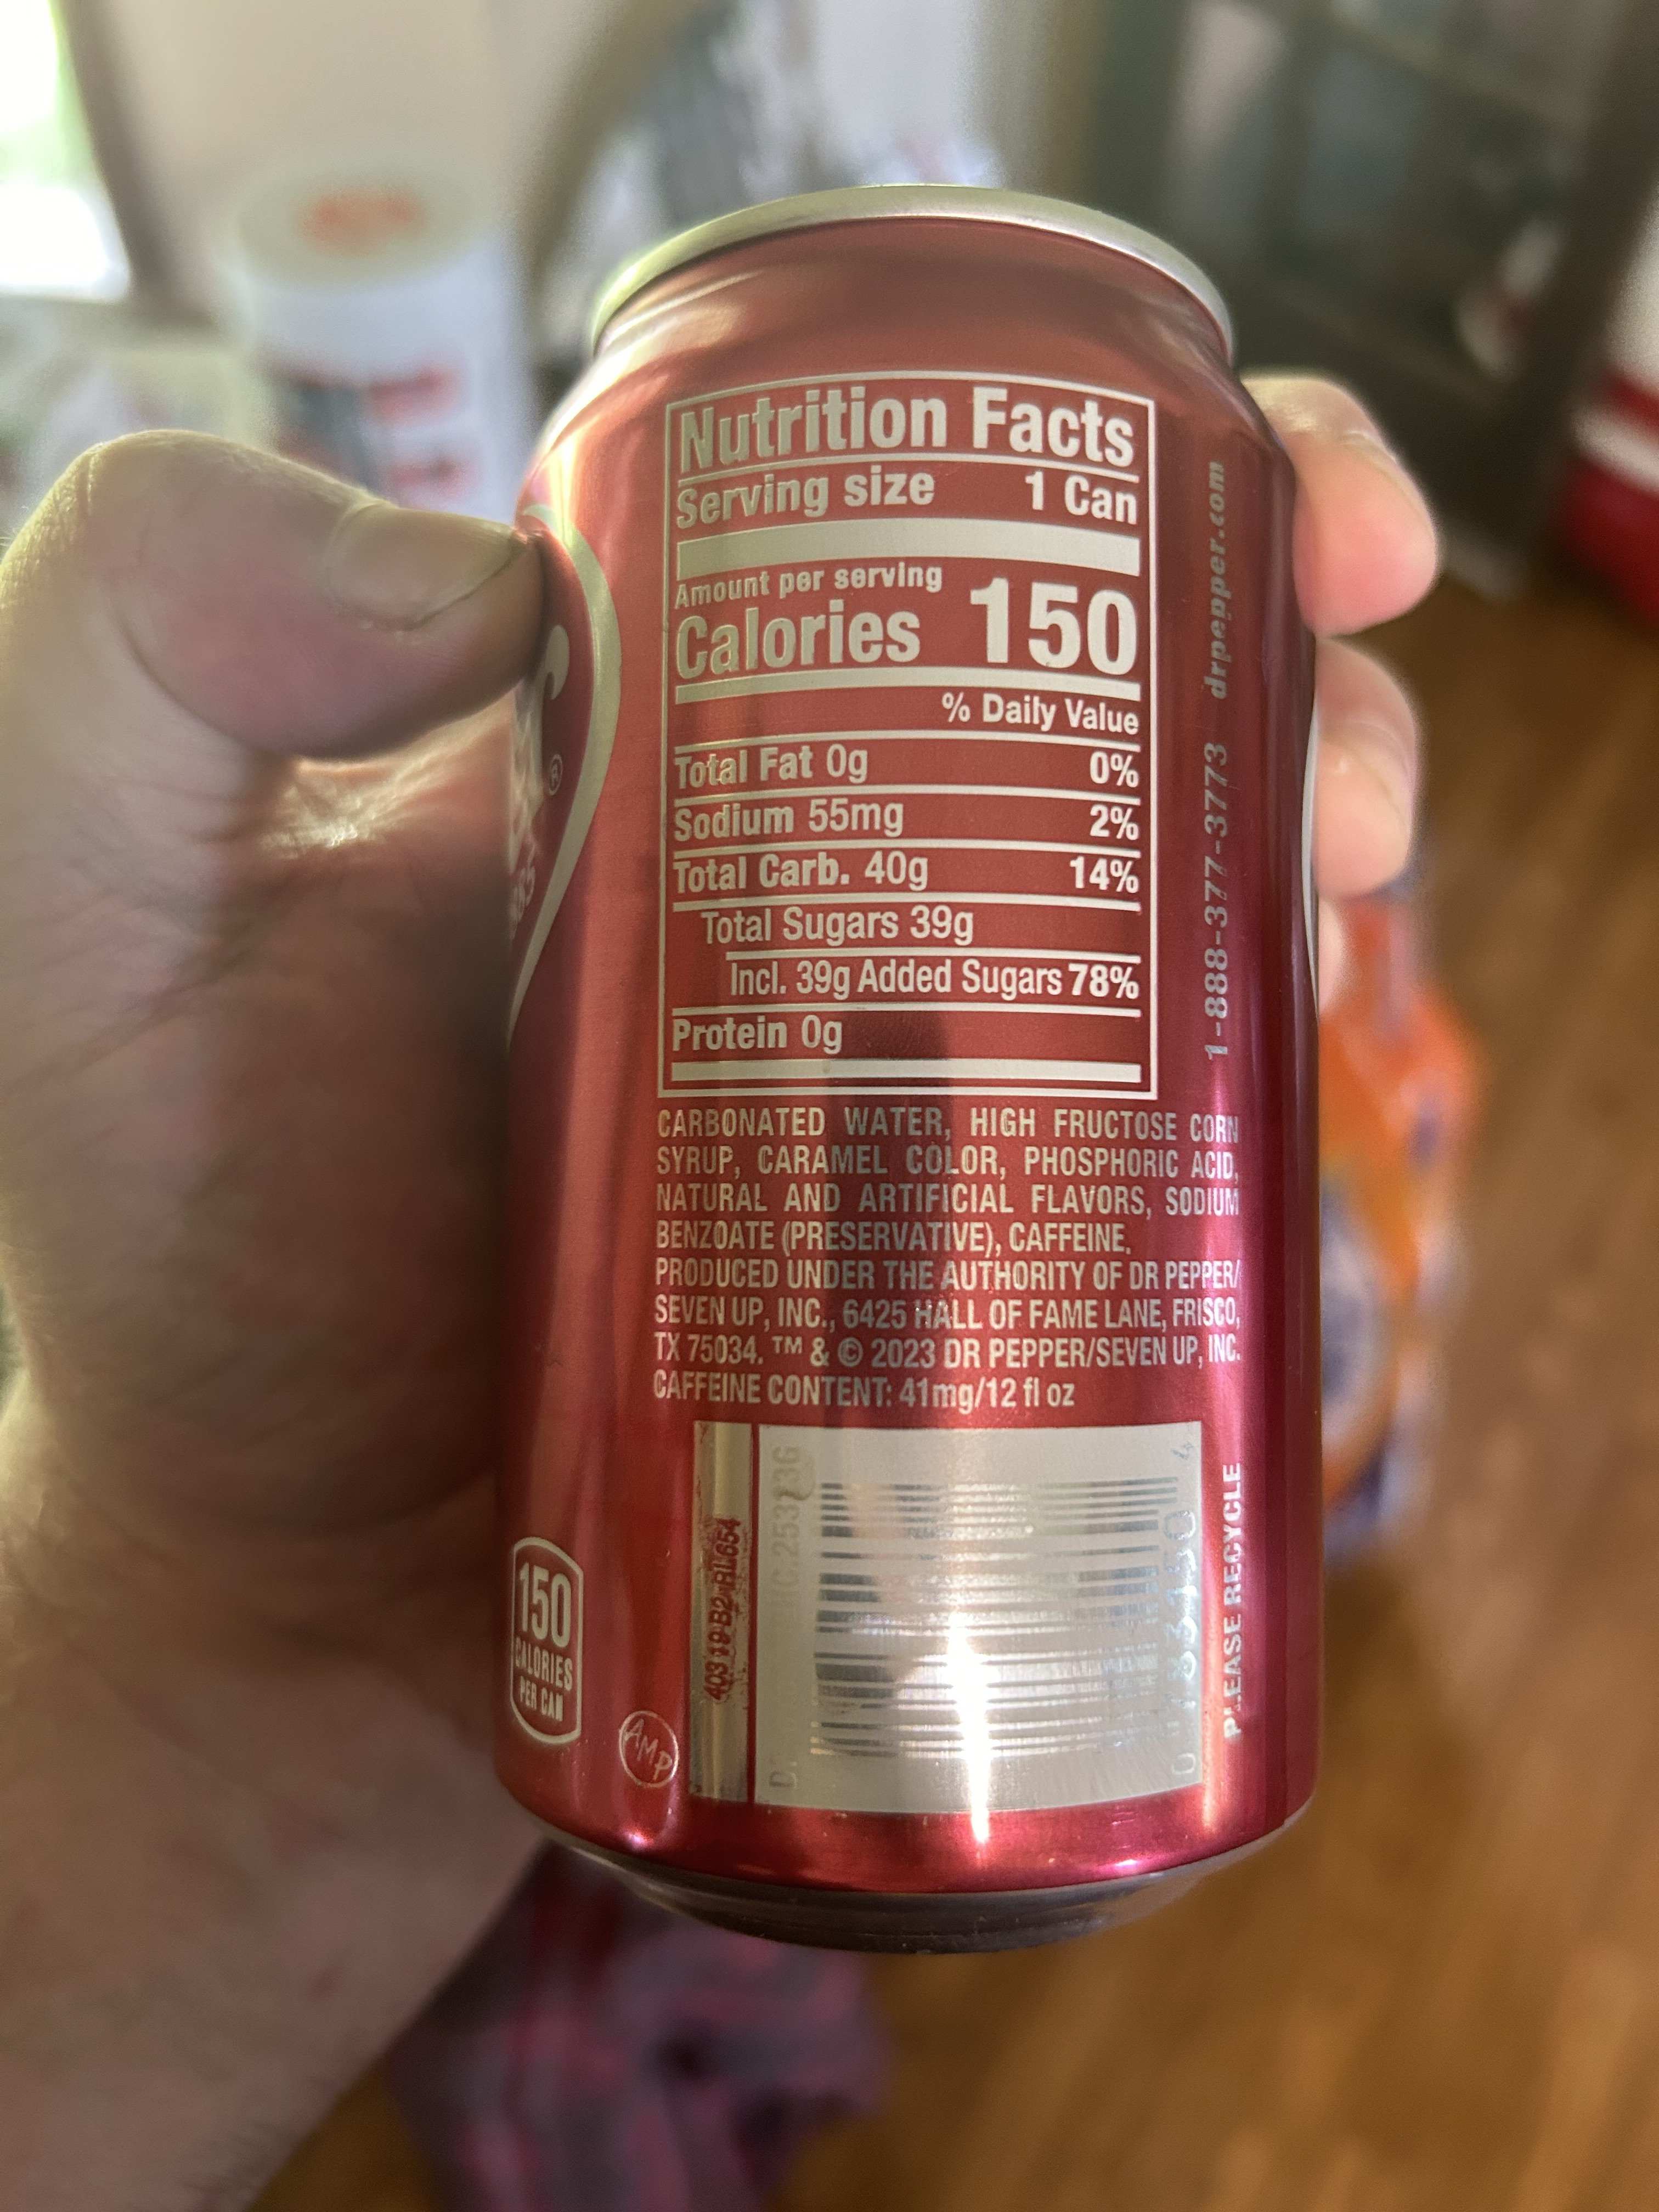 Nutrition Facts
Serving size 1 Can
Amount per serving
Calories 150
% Daily Value
Total Fat 0g 0%
Sodium 55mg 2%
Total Carb. 40g 14%
Total Sugars 39g
Incl. 39g Added Sugars 78%
Protein 0g
CARBONATED WATER, HIGH FRUCTOSE CORN
SYRUP, CARAMEL COLOR, PHOSPHORIC ACID,
NATURAL AND ARTIFICIAL FLAVORS, SODIUM
BENZOATE (PRESERVATIVE), CAFFEINE.
PRODUCED UNDER THE AUTHORITY OF DR PEPPER/
SEVEN UP, INC., 6425 HALL OF FAME LANE, FRISCO,
TX 75034. ™ & © 2023 DR PEPPER/SEVEN UP, INC.
CAFFEINE CONTENT: 41mg/12 fl oz
1-888-377-3773 drpepper.com
PLEASE RECYCLE
150
CALORIES
PER CAN
AMP
®